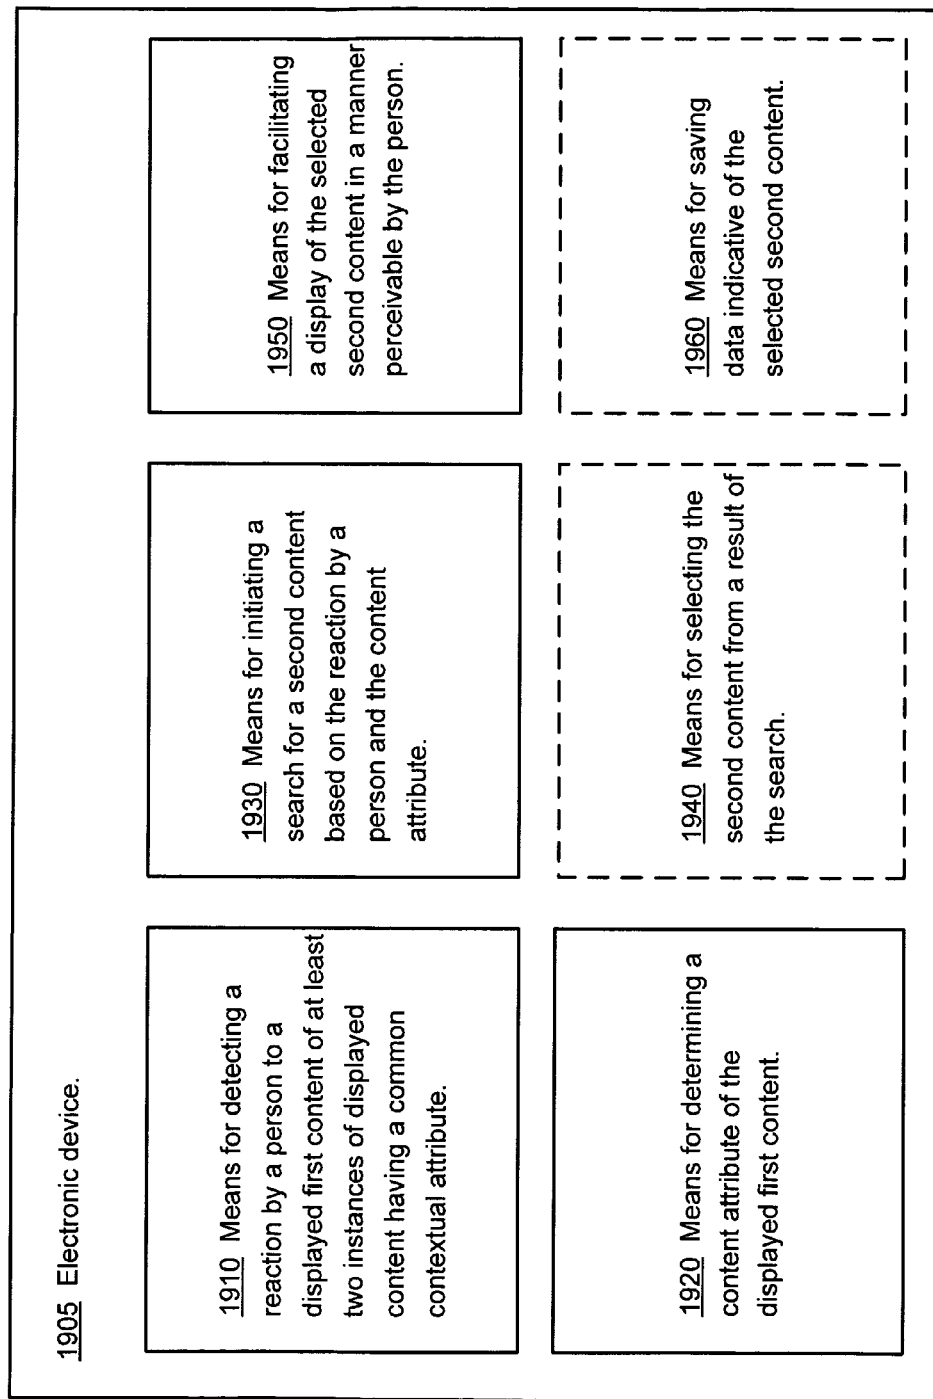 1905 Electronic device.
1910 Means for detecting a
reaction by a person to a
displayed first content of at least
two instances of displayed
content having a common
contextual attribute.
1920 Means for determining a
content attribute of the
displayed first content.
1930 Means for initiating a
search for a second content
based on the reaction by a
person and the content
attribute.
1940 Means for selecting the
second content from a result of
the search.
1950 Means for facilitating
a display of the selected
second content in a manner
perceivable by the person.
1960 Means for saving
data indicative of the
selected second content.